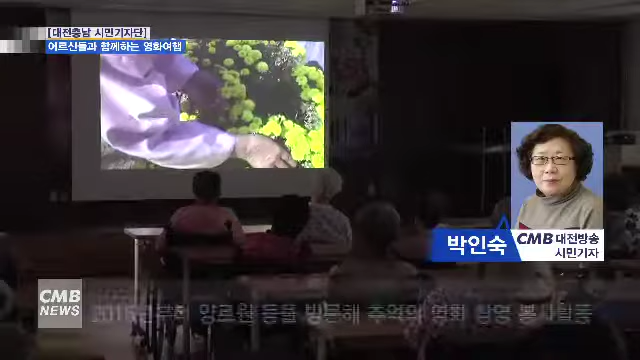 [대전충남 시민기자단]
어르신들과 함께하는 영화여행
박인숙
CMB 대전방송
시민기자
CMB
NEWS
양로원 등을 방문해 추억의 영화 상영 봉사활동